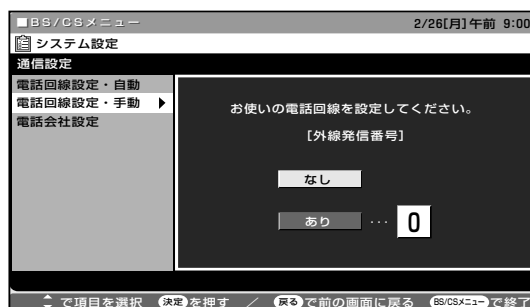 ■BS/CSメニュー 2/26[月]午前 9:00
システム設定
通信設定
電話回線設定・自動
電話回線設定・手動 ▶
電話会社設定
お使いの電話回線を設定してください。
［外線発信番号］
なし
あり … 0
で項目を選択 決定を押す ／ 戻るで前の画面に戻る BS/CSメニューで終了